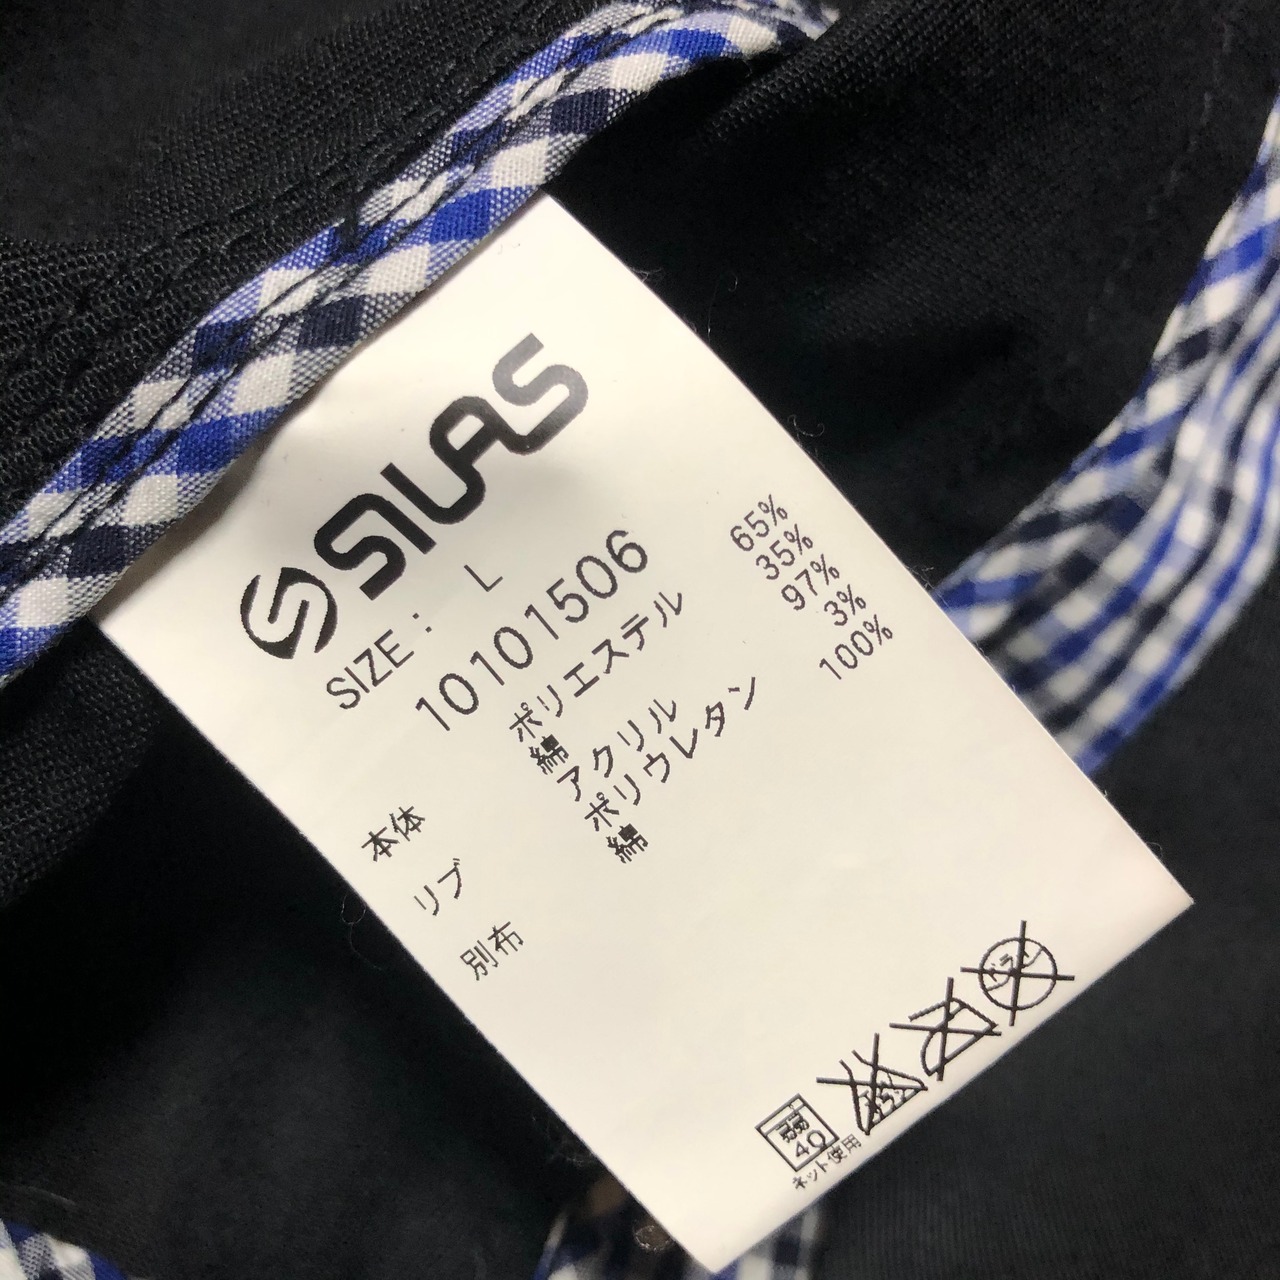 SILAS
SIZE: L
10101506
本体 ポリエステル 65%
綿 35%
リブ アクリル 97%
ポリウレタン 3%
別布 綿 100%
40
ネット使用